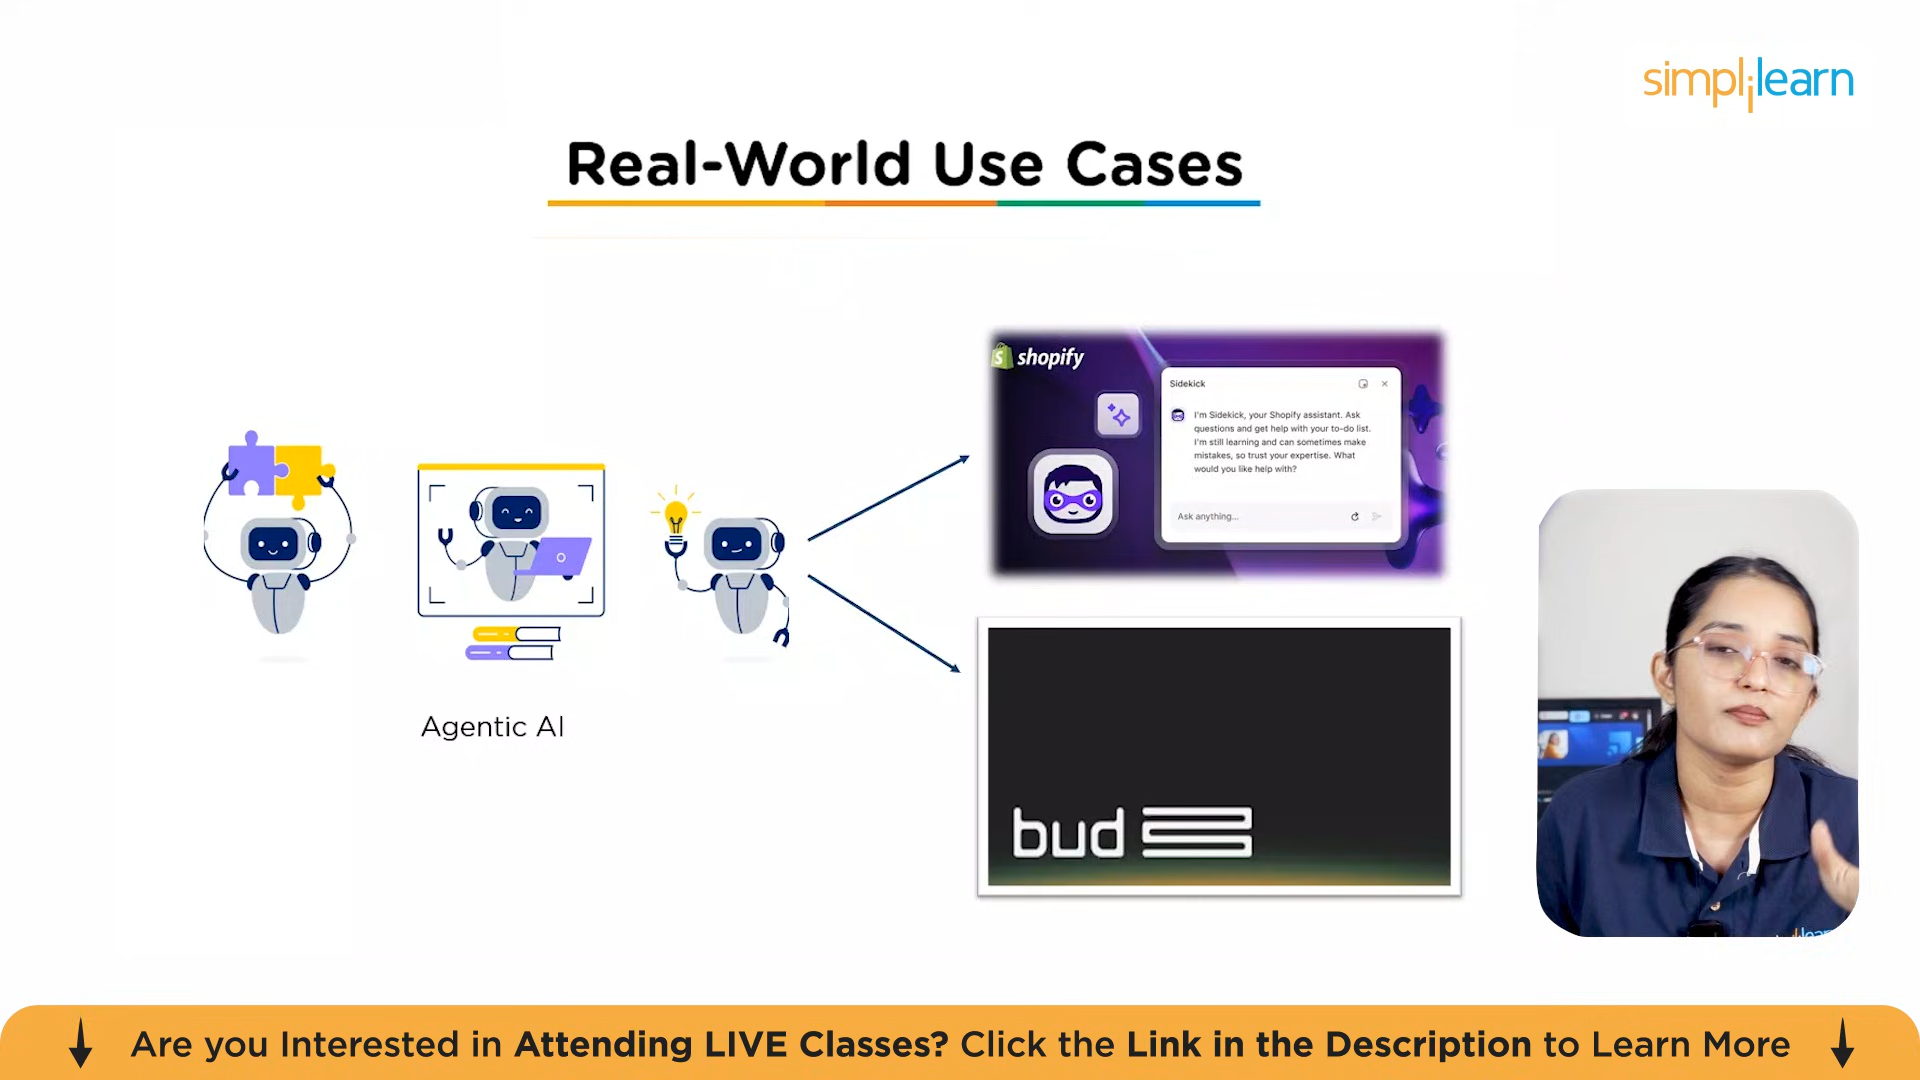 simplilearn
Real-World Use Cases
shopify
Sidekick
I'm Sidekick, your Shopify assistant. Ask
questions and get help with your to-do list.
I'm still learning and can sometimes make
mistakes, so trust your expertise. What
would you like help with?
Ask anything...
Agentic AI
bud
learn
Are you Interested in Attending LIVE Classes? Click the Link in the Description to Learn More